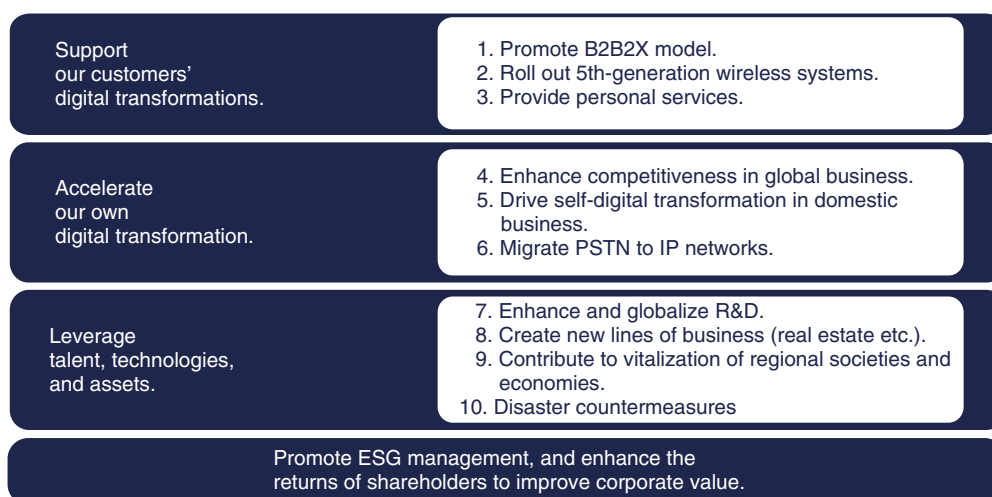 Support
our customers’
digital transformations.
1. Promote B2B2X model.
2. Roll out 5th-generation wireless systems.
3. Provide personal services.
Accelerate
our own
digital transformation.
4. Enhance competitiveness in global business.
5. Drive self-digital transformation in domestic
business.
6. Migrate PSTN to IP networks.
Leverage
talent, technologies,
and assets.
7. Enhance and globalize R&D.
8. Create new lines of business (real estate etc.).
9. Contribute to vitalization of regional societies and
economies.
10. Disaster countermeasures
Promote ESG management, and enhance the
returns of shareholders to improve corporate value.